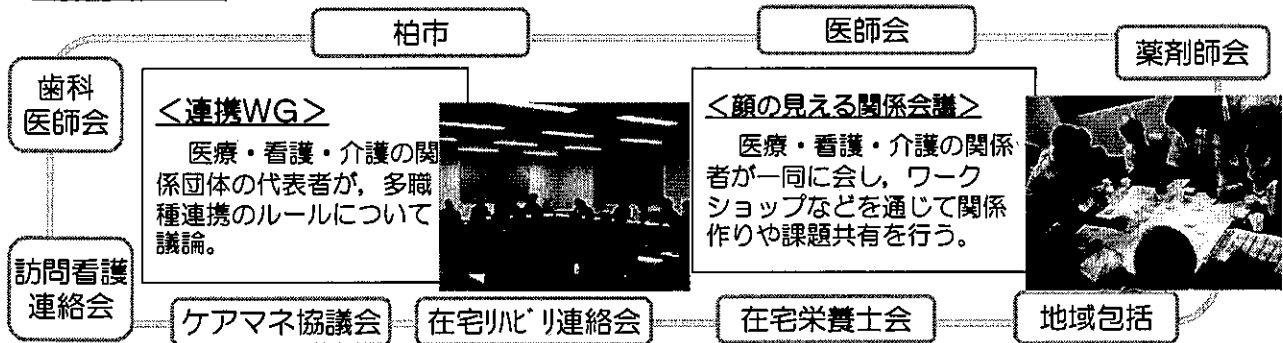 柏市
医師会
薬剤師会
歯科
医師会
<連携WG>
医療・看護・介護の関
係団体の代表者が,多職
種連携のルールについて
議論。
<顔の見える関係会議>
医療・看護・介護の関係
者が一同に会し,ワーク
ショップなどを通じて関係
作りや課題共有を行う。
訪問看護
連絡会
ケアマネ協議会
在宅リハビリ連絡会
在宅栄養士会
地域包括